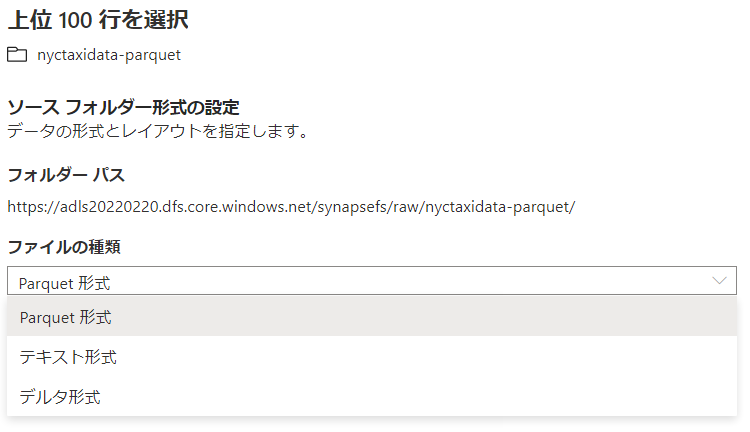 上位 100 行を選択
nyctaxidata-parquet
ソース フォルダー形式の設定
データの形式とレイアウトを指定します。
フォルダー パス
https://adls20220220.dfs.core.windows.net/synapsefs/raw/nyctaxidata-parquet/
ファイルの種類
Parquet 形式
Parquet 形式
テキスト形式
デルタ形式